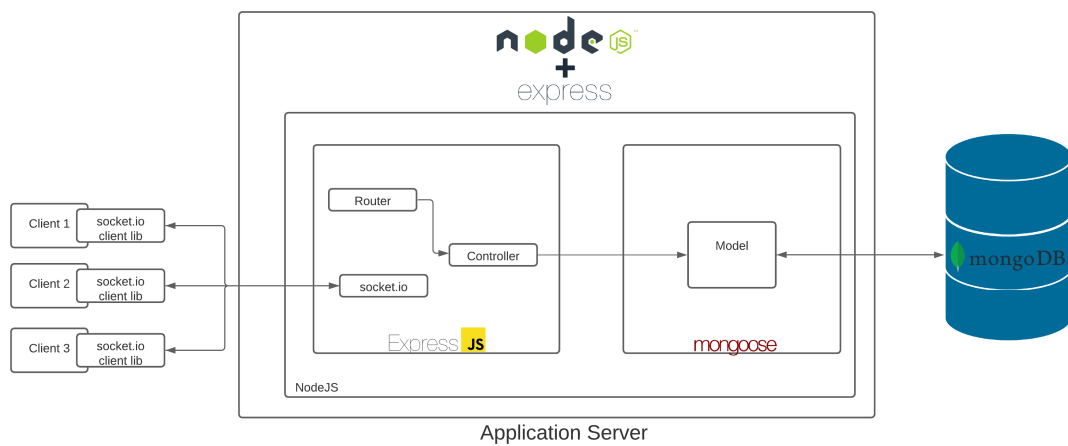 node JS
+
express
Client 1
socket.io
client lib
Client 2
socket.io
client lib
Client 3
socket.io
client lib
Router
Controller
socket.io
Express JS
Model
mongoose
NodeJS
mongoDB
Application Server